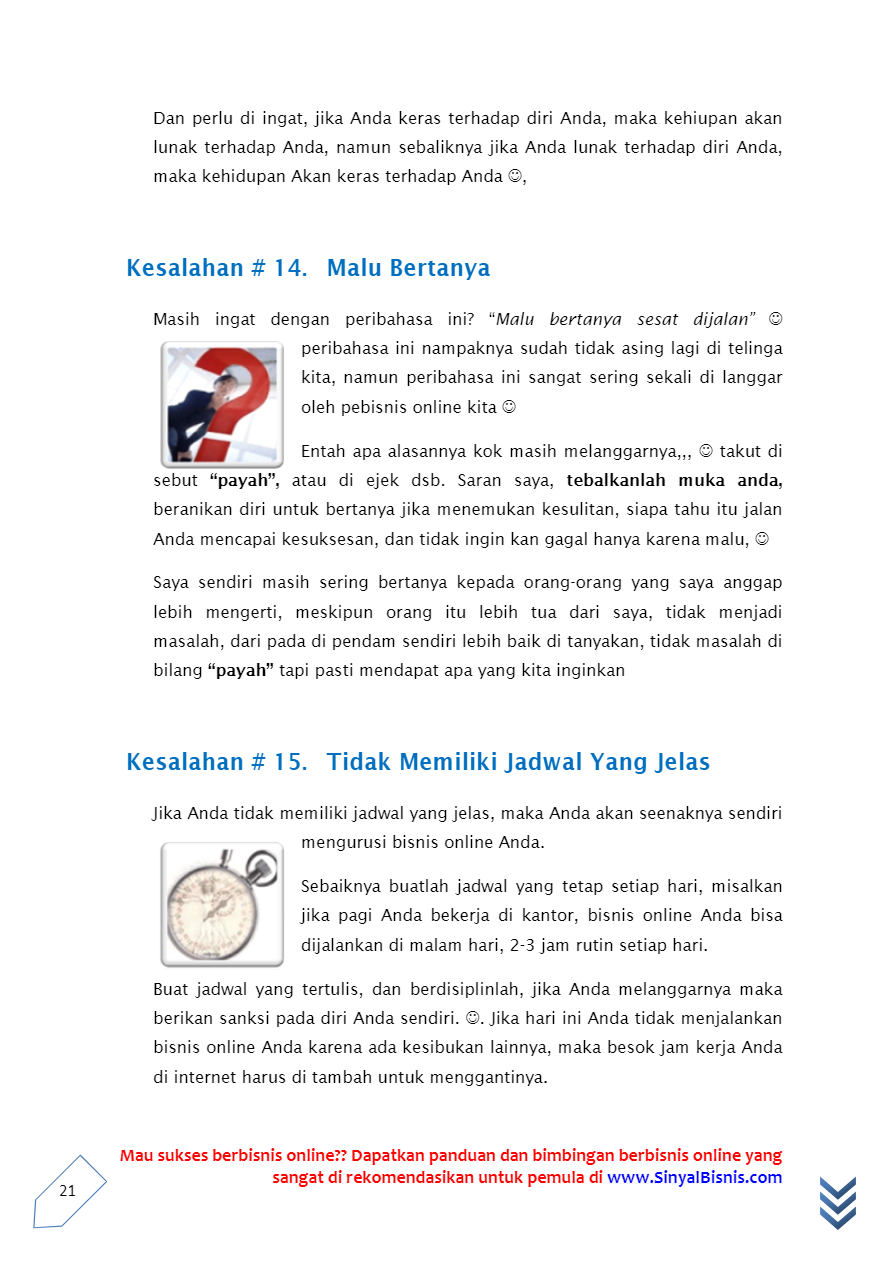 Dan perlu di ingat, jika Anda keras terhadap diri Anda, maka kehiupan akan
lunak terhadap Anda, namun sebaliknya jika Anda lunak terhadap diri Anda,
maka kehidupan Akan keras terhadap Anda ☺,
Kesalahan # 14. Malu Bertanya
Masih ingat dengan peribahasa ini? “Malu bertanya sesat dijalan” ☺
peribahasa ini nampaknya sudah tidak asing lagi di telinga
kita, namun peribahasa ini sangat sering sekali di langgar
oleh pebisnis online kita ☺
Entah apa alasannya kok masih melanggarnya,,, ☺ takut di
sebut “payah”, atau di ejek dsb. Saran saya, tebalkanlah muka anda,
beranikan diri untuk bertanya jika menemukan kesulitan, siapa tahu itu jalan
Anda mencapai kesuksesan, dan tidak ingin kan gagal hanya karena malu, ☺
Saya sendiri masih sering bertanya kepada orang-orang yang saya anggap
lebih mengerti, meskipun orang itu lebih tua dari saya, tidak menjadi
masalah, dari pada di pendam sendiri lebih baik di tanyakan, tidak masalah di
bilang “payah” tapi pasti mendapat apa yang kita inginkan
Kesalahan # 15. Tidak Memiliki Jadwal Yang Jelas
Jika Anda tidak memiliki jadwal yang jelas, maka Anda akan seenaknya sendiri
mengurusi bisnis online Anda.
Sebaiknya buatlah jadwal yang tetap setiap hari, misalkan
jika pagi Anda bekerja di kantor, bisnis online Anda bisa
dijalankan di malam hari, 2-3 jam rutin setiap hari.
Buat jadwal yang tertulis, dan berdisiplinlah, jika Anda melanggarnya maka
berikan sanksi pada diri Anda sendiri. ☺. Jika hari ini Anda tidak menjalankan
bisnis online Anda karena ada kesibukan lainnya, maka besok jam kerja Anda
di internet harus di tambah untuk menggantinya.
Mau sukses berbisnis online?? Dapatkan panduan dan bimbingan berbisnis online yang
sangat di rekomendasikan untuk pemula di www.SinyalBisnis.com
21